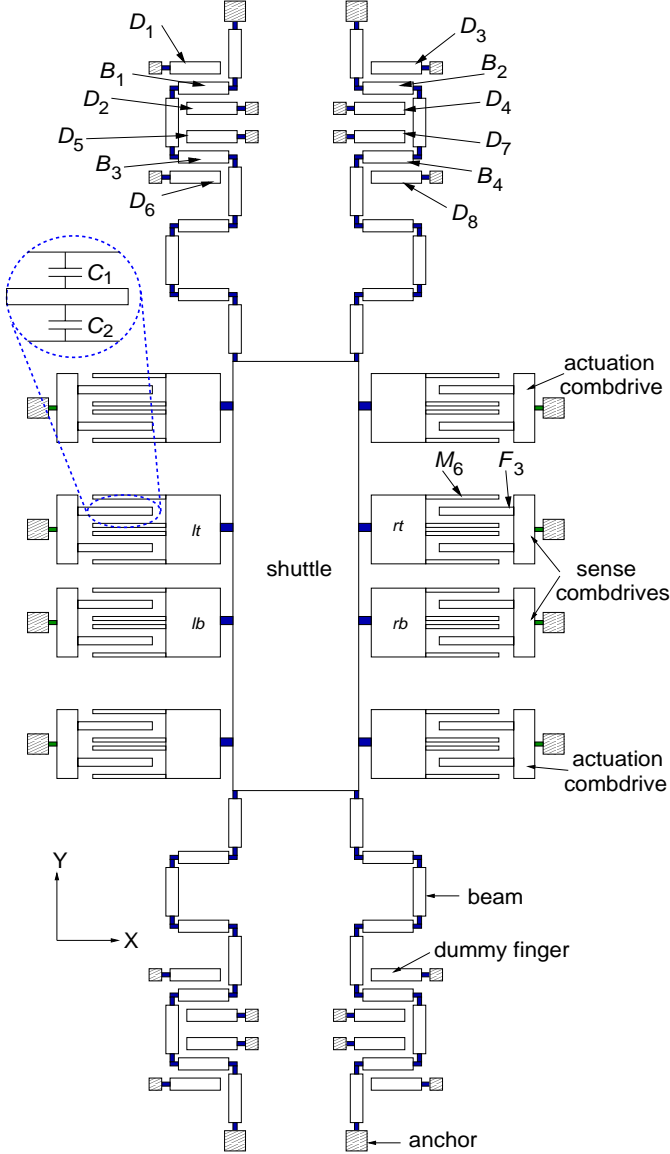 D1
D3
B1
B2
D2
D4
D5
D7
B3
B4
D6
D8
C1
C2
actuation
combdrive
M6
F3
lt
rt
shuttle
sense
combdrives
lb
rb
actuation
combdrive
Y
X
beam
dummy finger
anchor